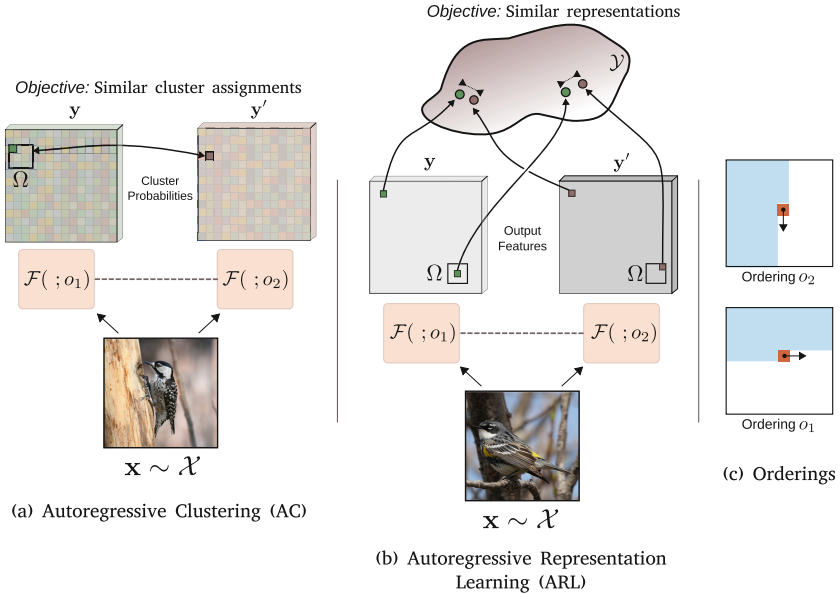 Objective: Similar cluster assignments
y
y′
Ω
Cluster
Probabilities
F( ; o₁)
F( ; o₂)
x ∼ X
(a) Autoregressive Clustering (AC)
Objective: Similar representations
Y
y
y′
Output
Features
Ω
Ω
F( ; o₁)
F( ; o₂)
x ∼ X
(b) Autoregressive Representation
Learning (ARL)
Ordering o₂
Ordering o₁
(c) Orderings